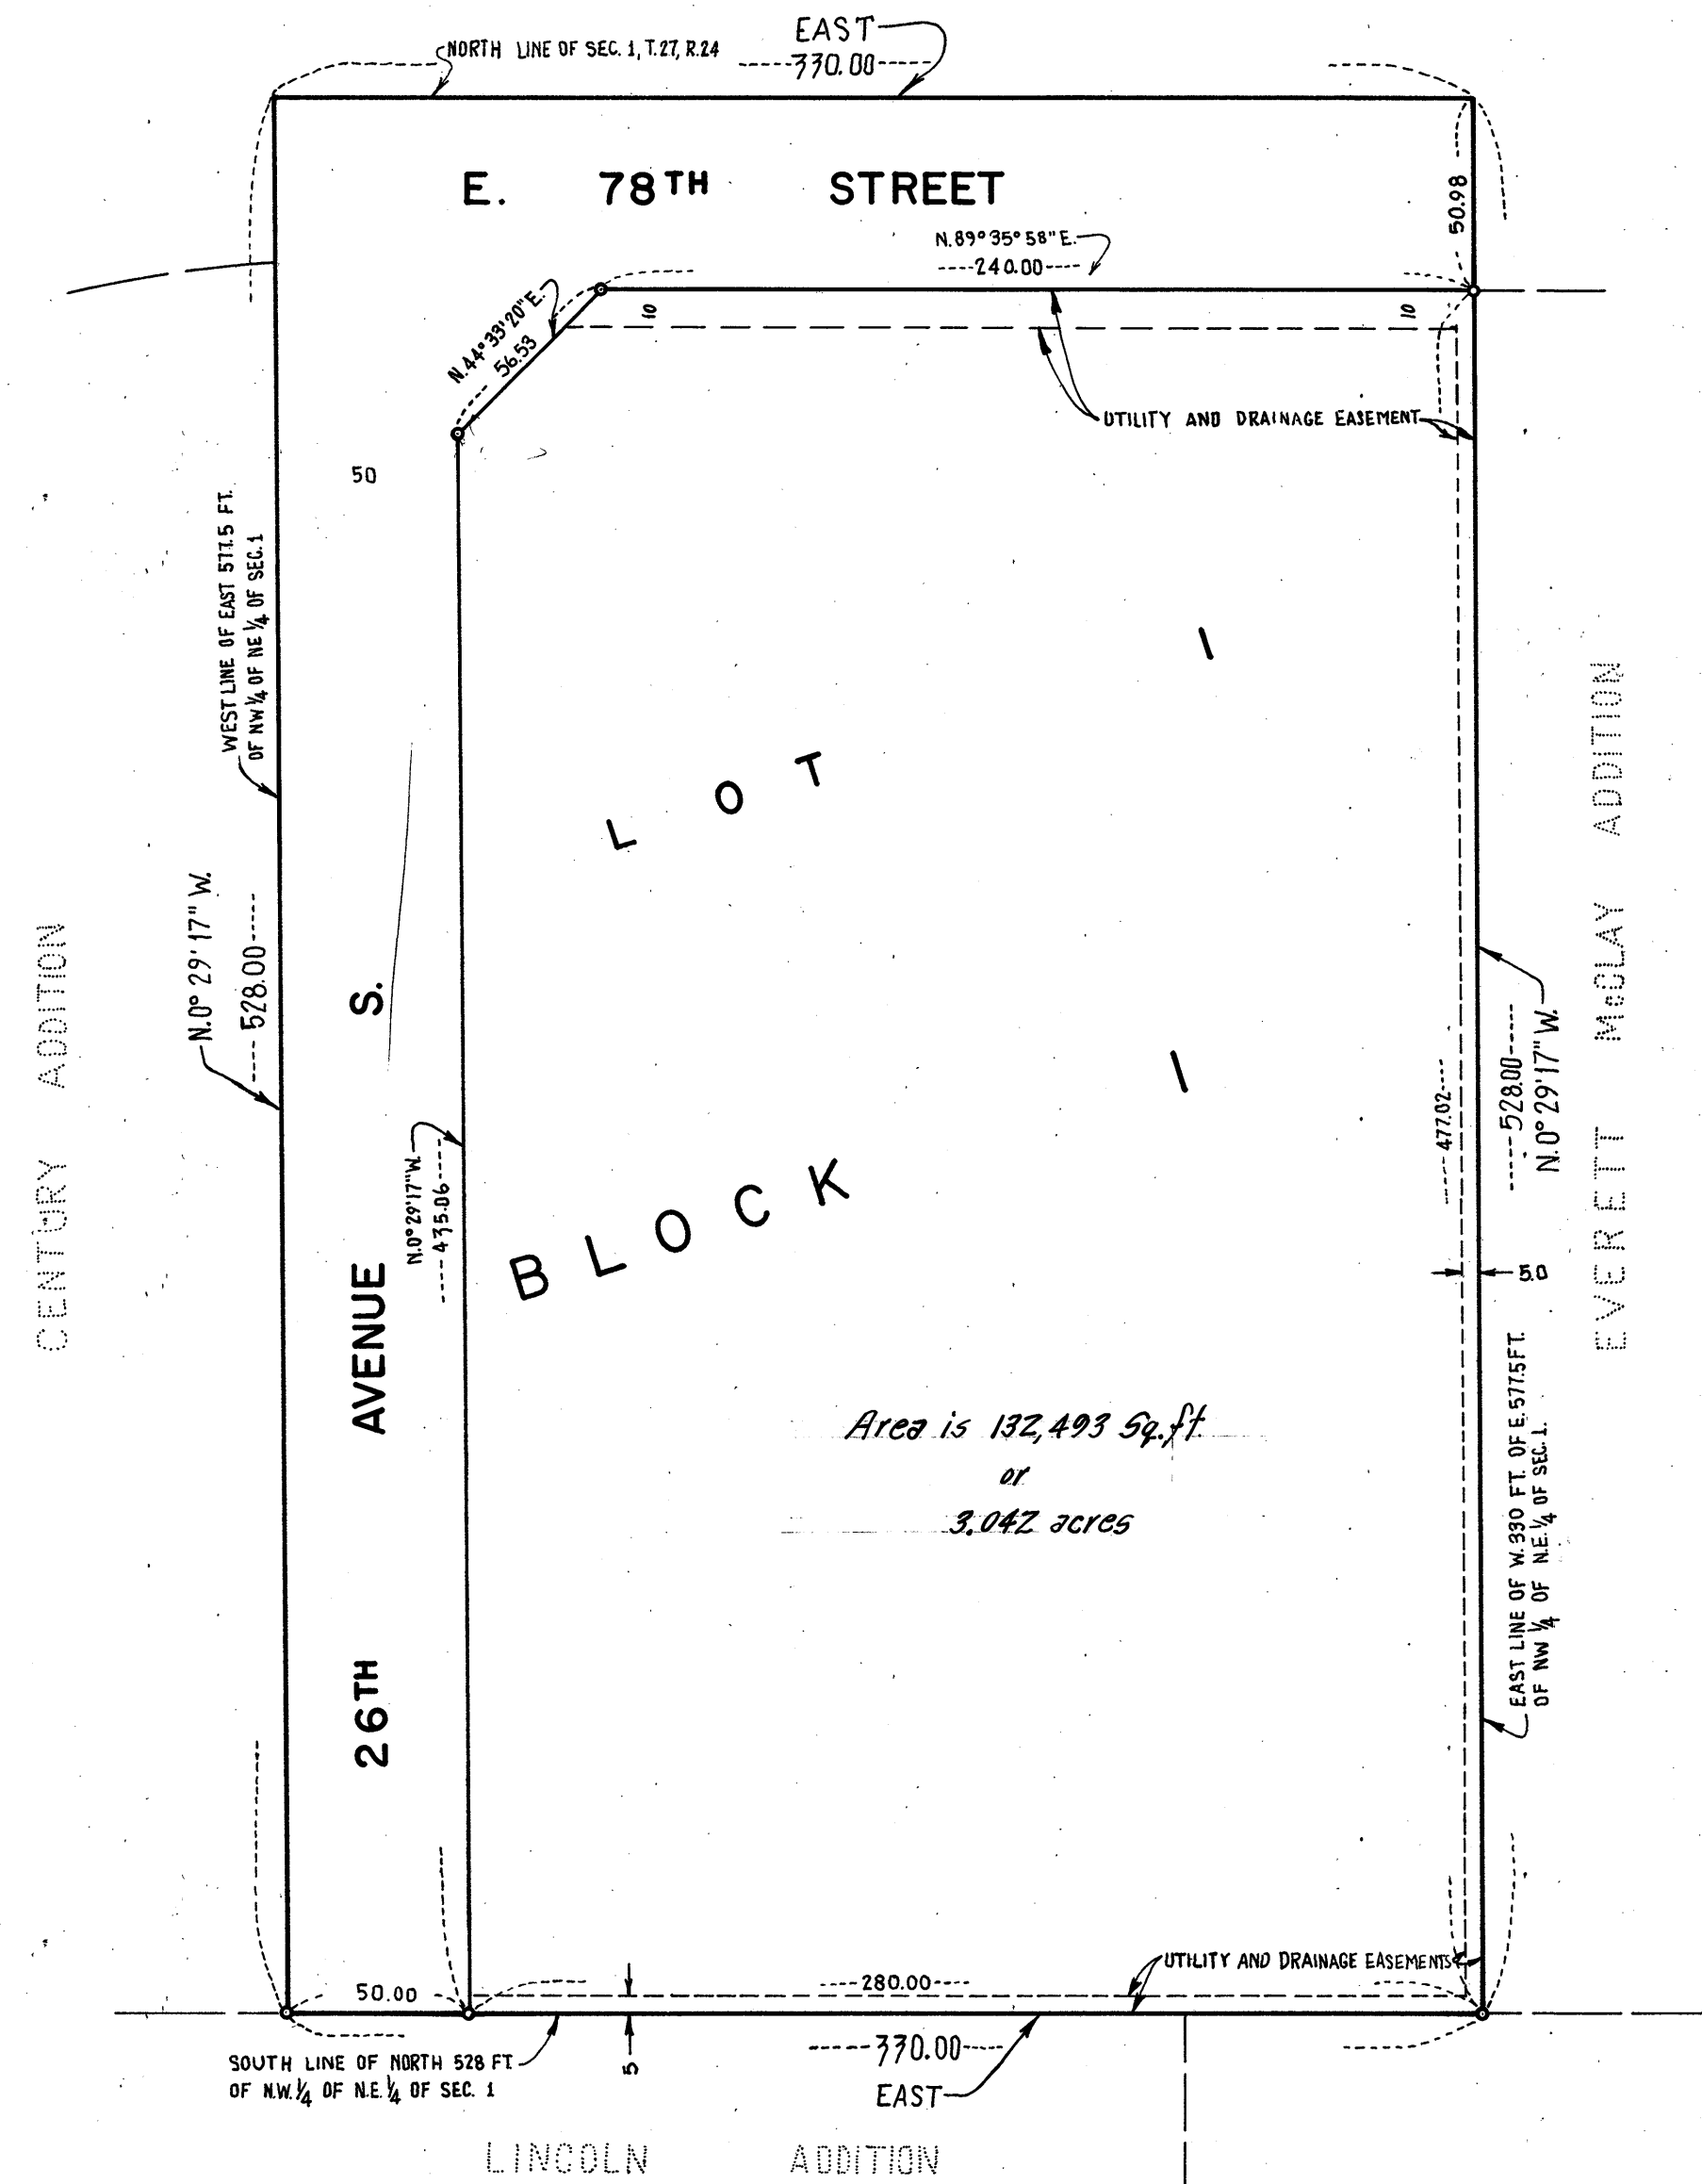 EAST
NORTH LINE OF SEC. 1, T.27, R.24
330.00
E. 78TH STREET
50.98
N.89°35°58"E.
240.00
N.44°33'20"E.
56.53
10
10
UTILITY AND DRAINAGE EASEMENT
50
WEST LINE OF EAST 577.5 FT.
OF NW 1/4 OF NE 1/4 OF SEC.1
LOT 1
N.0° 29' 17" W.
528.00
CENTURY ADDITION
26TH AVENUE S.
N.0°29'17"W.
435.06
BLOCK 1
477.02
528.00
N.0°29'17"W.
EVERETT McCLAY ADDITION
5.0
Area is 132,493 Sq.ft.
or
3.042 acres
EAST LINE OF W. 330 FT. OF E. 577.5 FT.
OF NW 1/4 OF N.E. 1/4 OF SEC. 1.
UTILITY AND DRAINAGE EASEMENTS
50.00
280.00
330.00
EAST
5
SOUTH LINE OF NORTH 528 FT.
OF N.W. 1/4 OF N.E. 1/4 OF SEC. 1
LINCOLN ADDITION